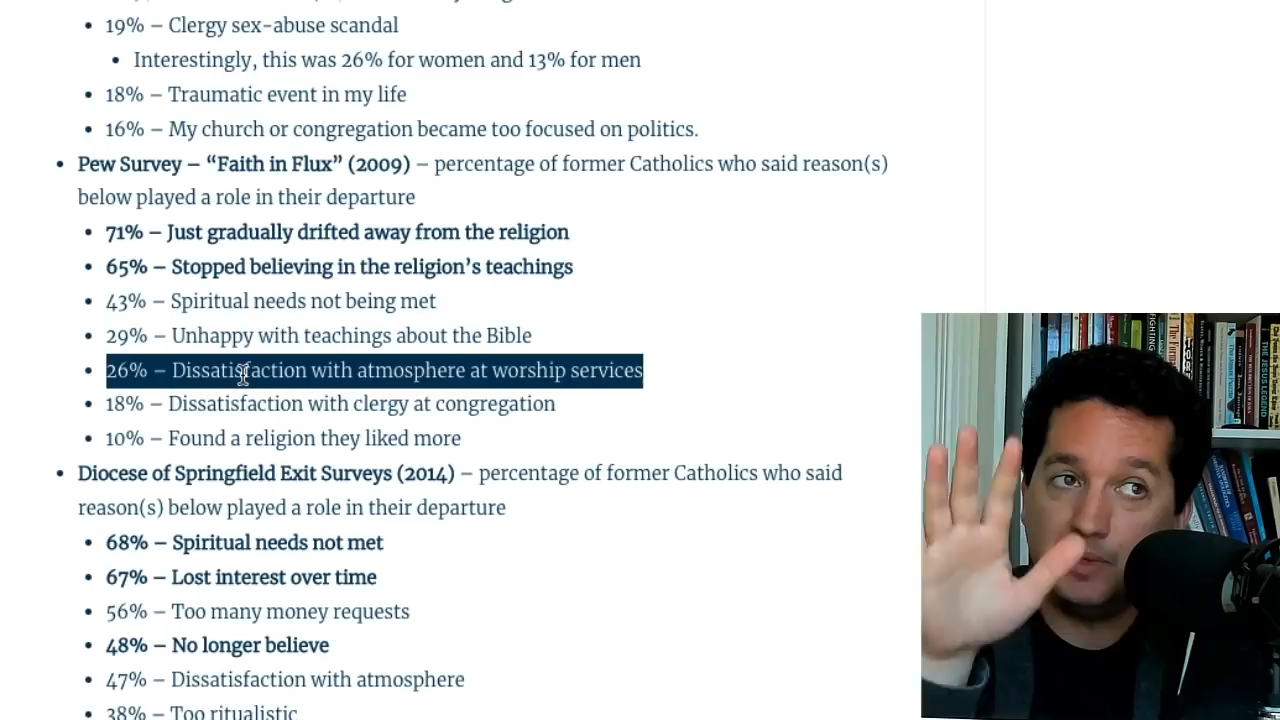 19% – Clergy sex-abuse scandal
Interestingly, this was 26% for women and 13% for men
18% – Traumatic event in my life
16% – My church or congregation became too focused on politics.
Pew Survey – “Faith in Flux” (2009) – percentage of former Catholics who said reason(s)
below played a role in their departure
71% – Just gradually drifted away from the religion
65% – Stopped believing in the religion’s teachings
43% – Spiritual needs not being met
29% – Unhappy with teachings about the Bible
26% – Dissatisfaction with atmosphere at worship services
18% – Dissatisfaction with clergy at congregation
10% – Found a religion they liked more
Diocese of Springfield Exit Surveys (2014) – percentage of former Catholics who said
reason(s) below played a role in their departure
68% – Spiritual needs not met
67% – Lost interest over time
56% – Too many money requests
48% – No longer believe
47% – Dissatisfaction with atmosphere
38% – Too ritualistic
FIGHTING
THE JESUS LEGEND